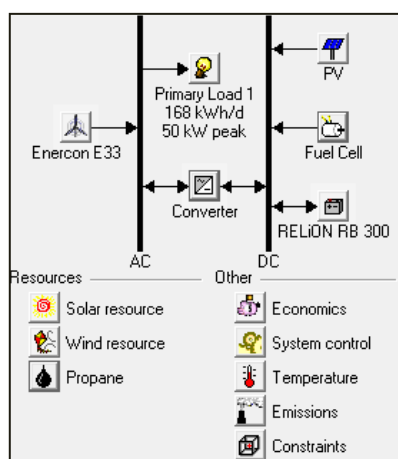 PV
Primary Load 1
168 kWh/d
50 kW peak
Enercon E33
Fuel Cell
Converter
RELiON RB 300
AC
DC
Resources
Other
Solar resource
Economics
Wind resource
System control
Propane
Temperature
Emissions
Constraints